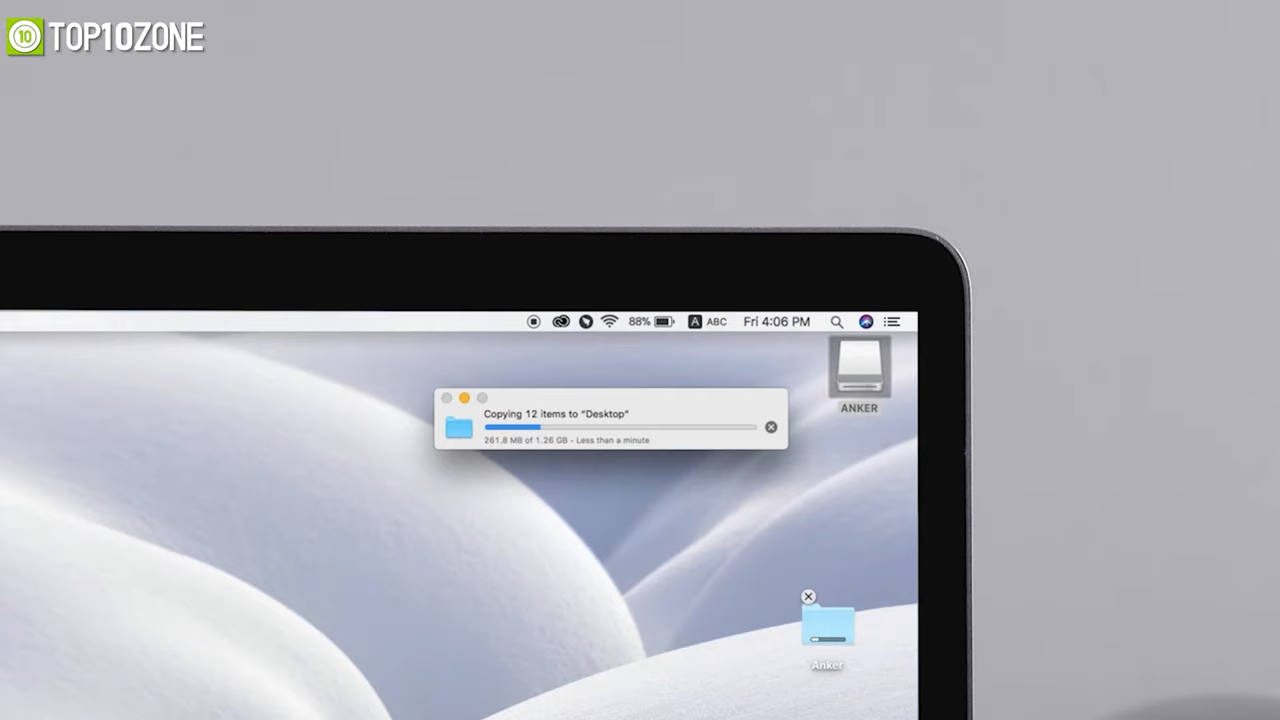 10 TOP10ZONE
88% A ABC Fri 4:06 PM
ANKER
Copying 12 items to “Desktop”
261.8 MB of 1.26 GB - Less than a minute
Anker